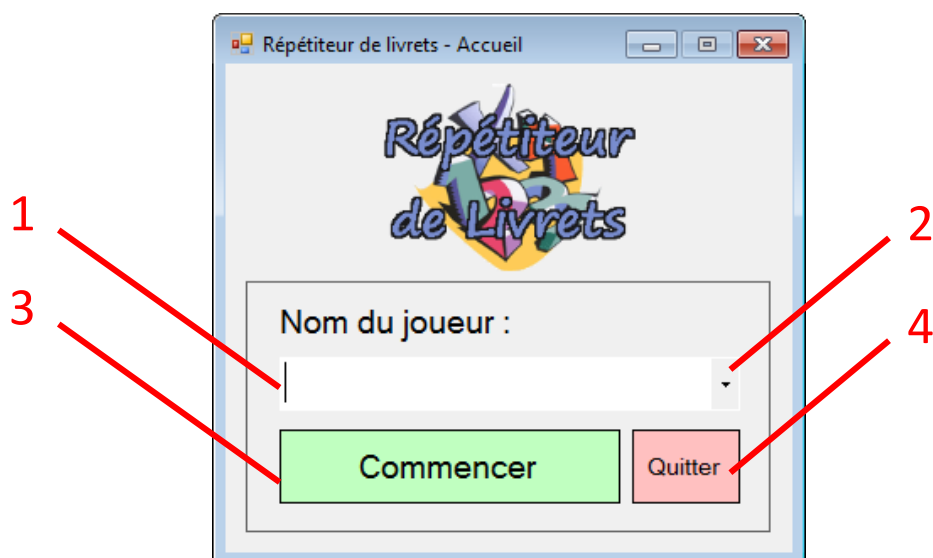 Répétiteur de livrets - Accueil
Répétiteur
de Livrets
1
2
3
Nom du joueur :
4
Commencer
Quitter